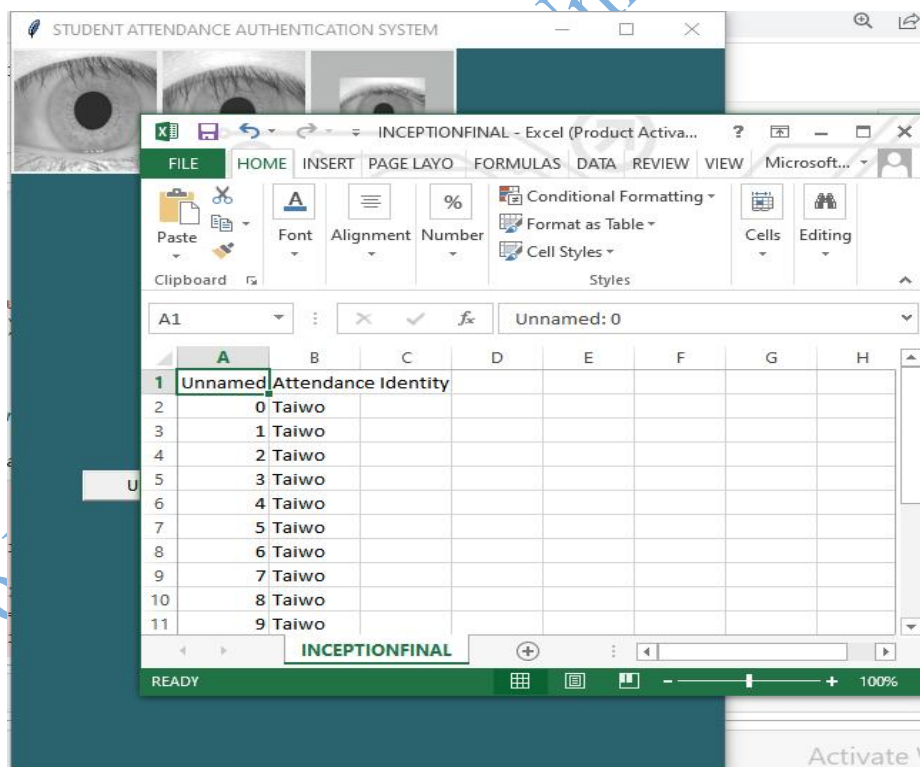 STUDENT ATTENDANCE AUTHENTICATION SYSTEM
INCEPTIONFINAL - Excel (Product Activa... ?
FILE HOME INSERT PAGE LAYO FORMULAS DATA REVIEW VIEW Microsoft...
Paste Font Alignment Number Conditional Formatting Format as Table Cell Styles Cells Editing
Clipboard Styles
A1 fx Unnamed: 0
A B C D E F G H
1 Unnamed Attendance Identity
2 0 Taiwo
3 1 Taiwo
4 2 Taiwo
5 3 Taiwo
6 4 Taiwo
7 5 Taiwo
8 6 Taiwo
9 7 Taiwo
10 8 Taiwo
11 9 Taiwo
U
INCEPTIONFINAL
READY 100%
Activate